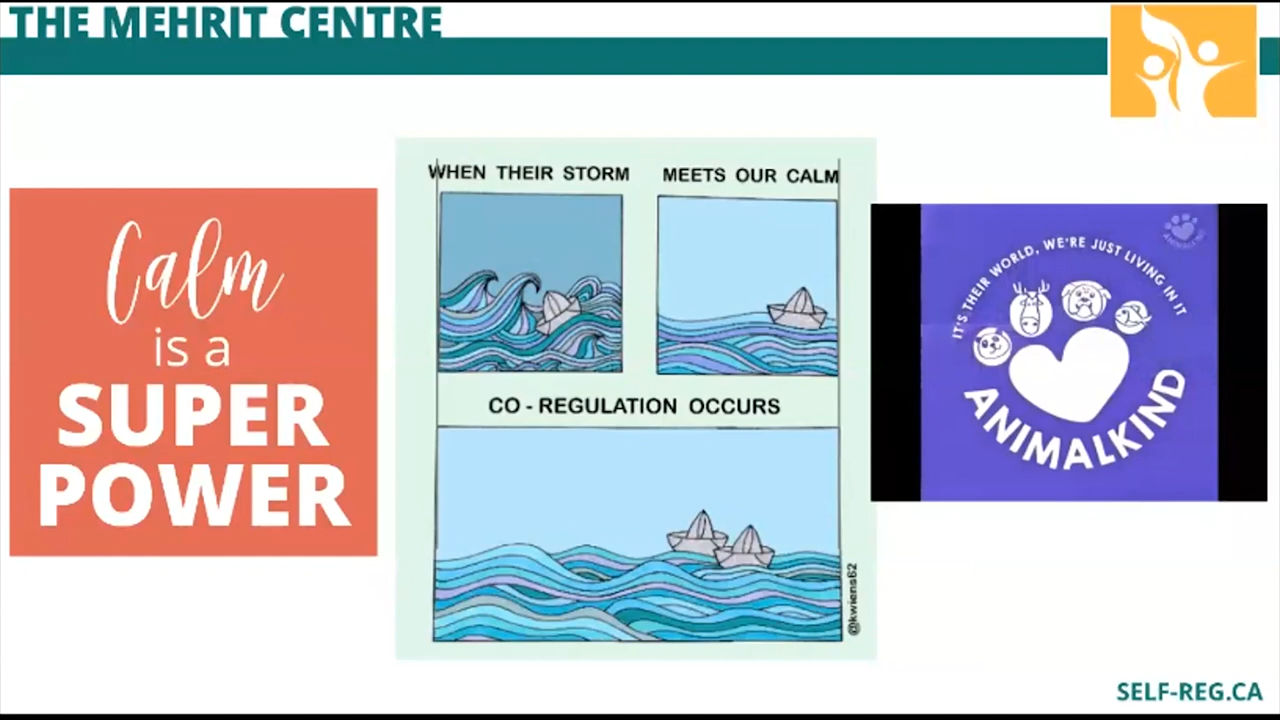 THE MEHRIT CENTRE
Calm
is a
SUPER
POWER
WHEN THEIR STORM
MEETS OUR CALM
CO - REGULATION OCCURS
@kwiens62
IT'S THEIR WORLD, WE'RE JUST LIVING IN IT
ANIMALKIND
ANIMALKIND
SELF-REG.CA